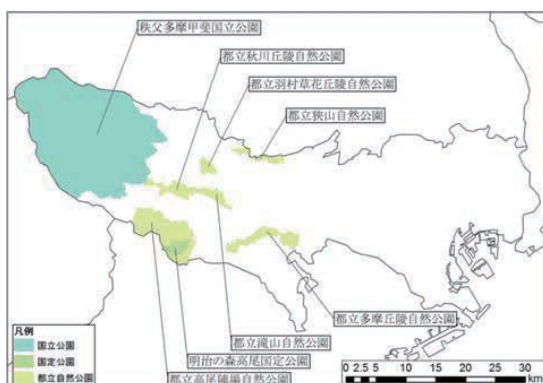 秩父多摩甲斐国立公園
都立秋川丘陵自然公園
都立羽村草花丘陵自然公園
都立狭山自然公園
都立多摩丘陵自然公園
都立滝山自然公園
明治の森高尾国定公園
都立高尾陣場自然公園
凡例
国立公園
国定公園
都立自然公園
0 2.5 5 10 15 20 25 30
km